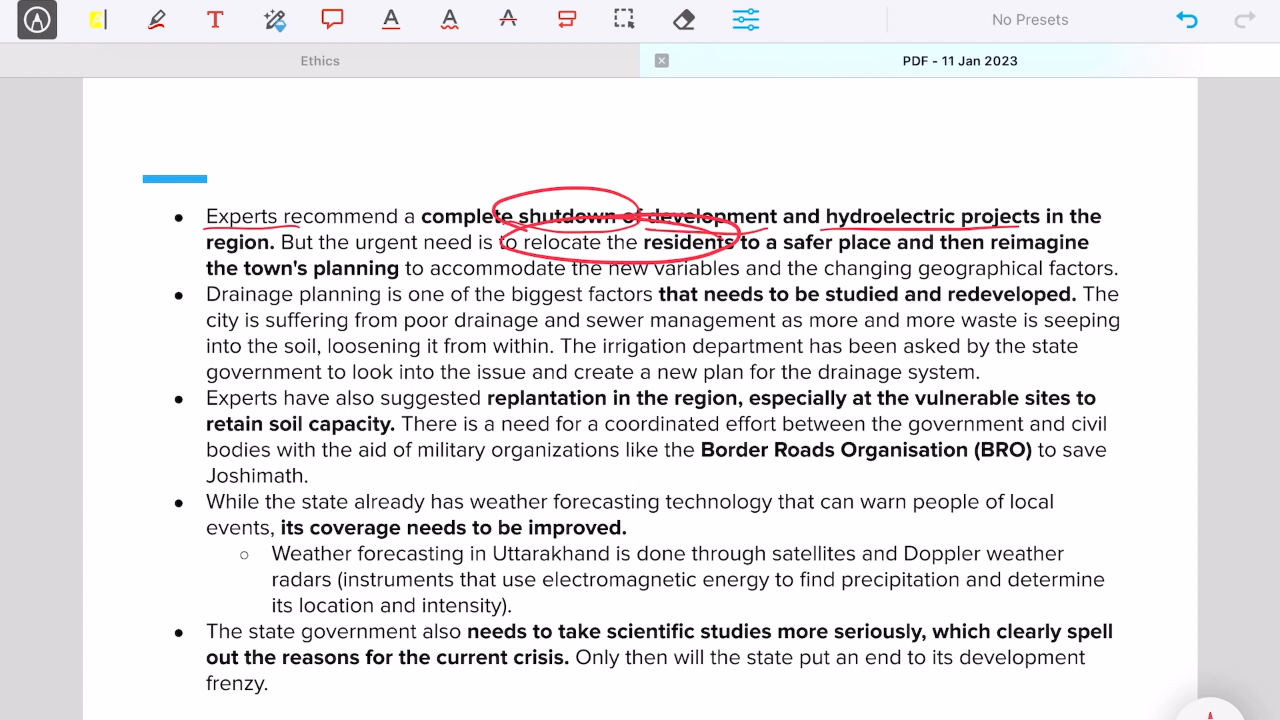 No Presets
Ethics
PDF - 11 Jan 2023
● Experts recommend a complete shutdown of development and hydroelectric projects in the
region. But the urgent need is to relocate the residents to a safer place and then reimagine
the town's planning to accommodate the new variables and the changing geographical factors.
● Drainage planning is one of the biggest factors that needs to be studied and redeveloped. The
city is suffering from poor drainage and sewer management as more and more waste is seeping
into the soil, loosening it from within. The irrigation department has been asked by the state
government to look into the issue and create a new plan for the drainage system.
● Experts have also suggested replantation in the region, especially at the vulnerable sites to
retain soil capacity. There is a need for a coordinated effort between the government and civil
bodies with the aid of military organizations like the Border Roads Organisation (BRO) to save
Joshimath.
● While the state already has weather forecasting technology that can warn people of local
events, its coverage needs to be improved.
○ Weather forecasting in Uttarakhand is done through satellites and Doppler weather
radars (instruments that use electromagnetic energy to find precipitation and determine
its location and intensity).
● The state government also needs to take scientific studies more seriously, which clearly spell
out the reasons for the current crisis. Only then will the state put an end to its development
frenzy.